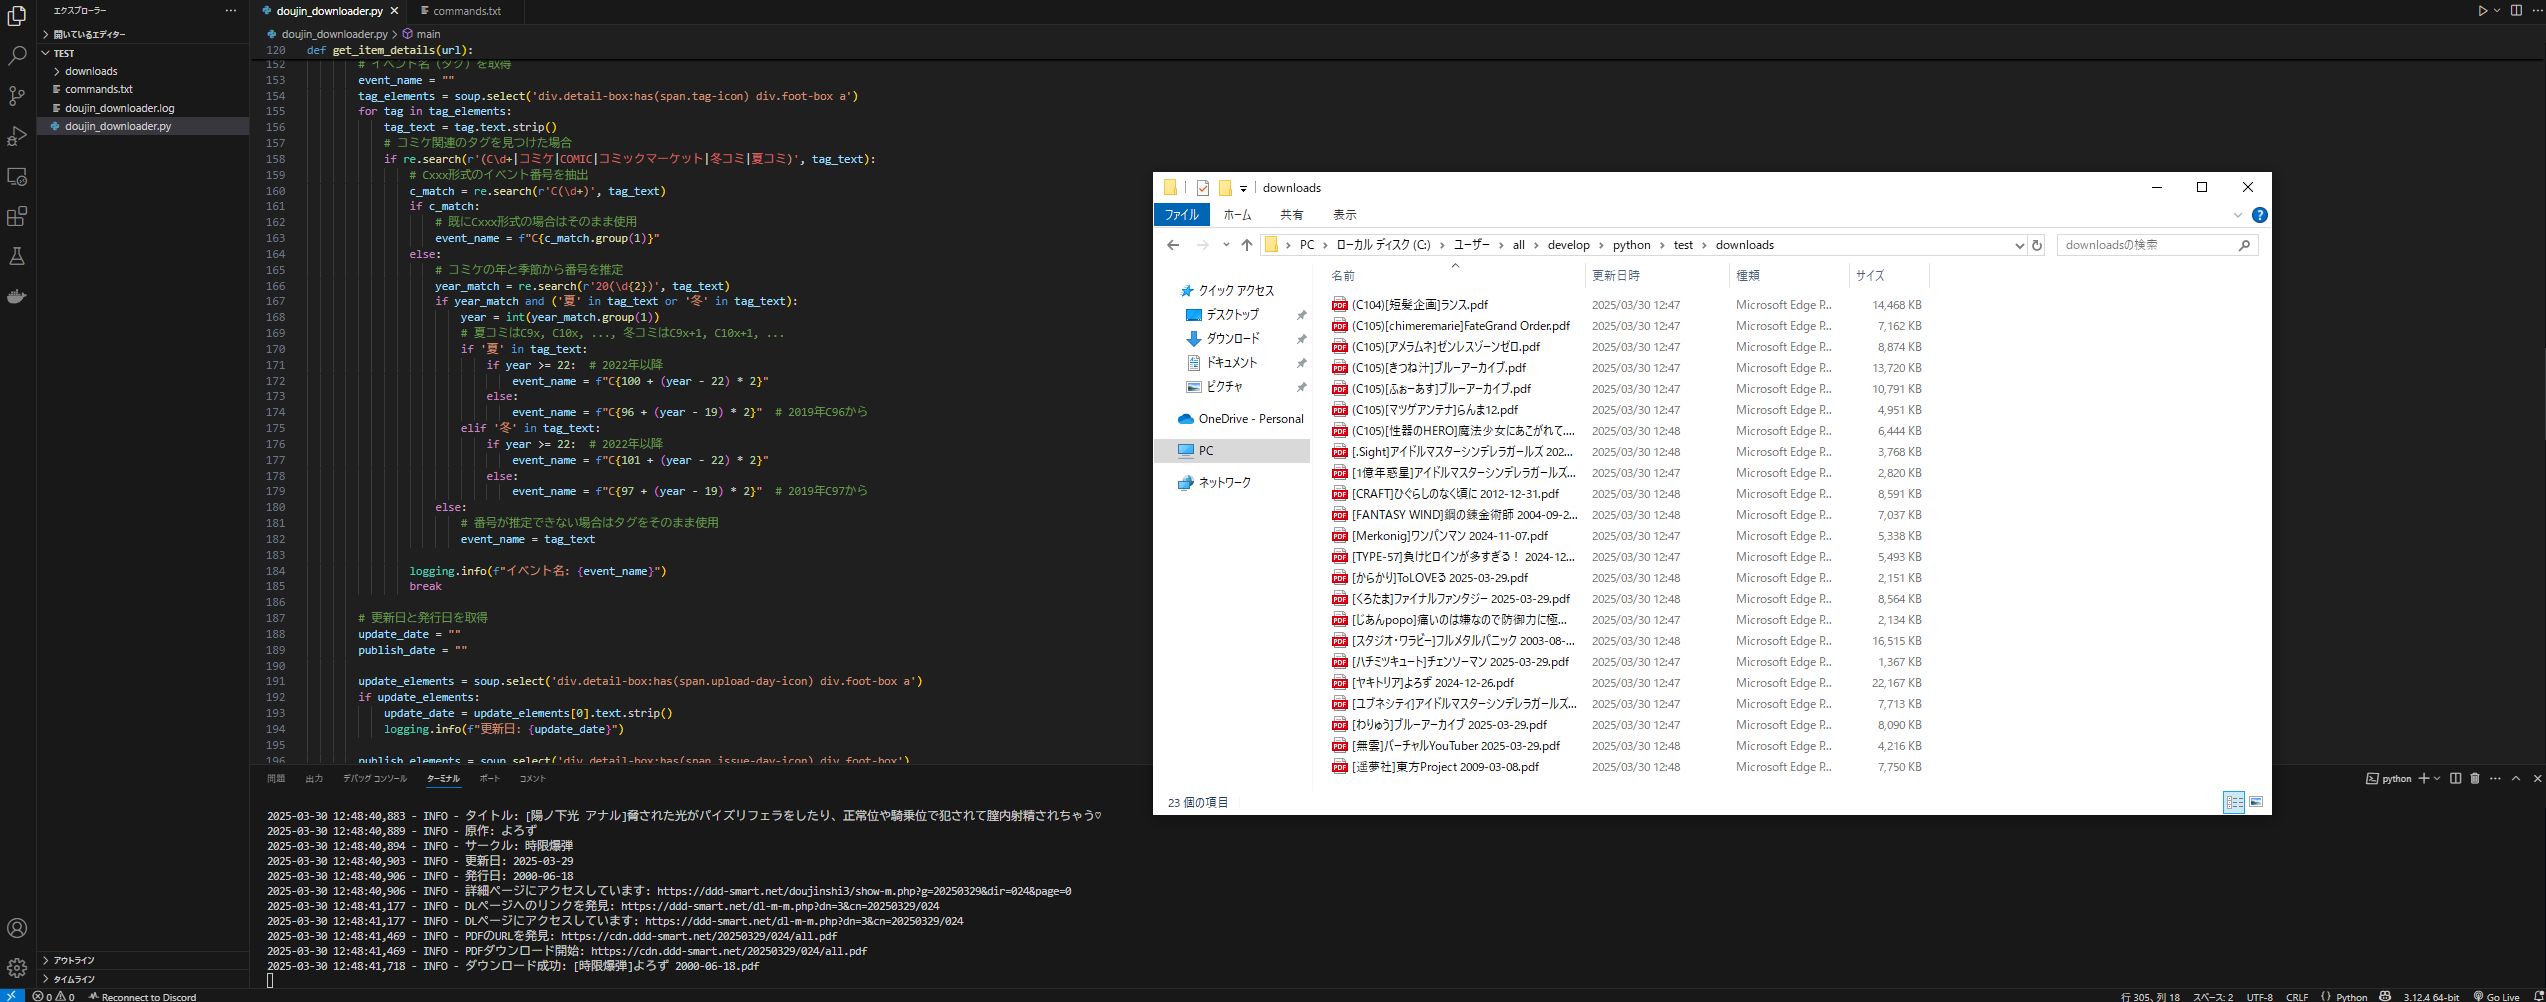 エクスプローラー ···
開いているエディター
TEST
downloads
commands.txt
doujin_downloader.log
doujin_downloader.py
アウトライン
タイムライン
doujin_downloader.py × commands.txt
doujin_downloader.py > main
120 def get_item_details(url):
152 # イベント名（タグ）を取得
153 event_name = ""
154 tag_elements = soup.select('div.detail-box:has(span.tag-icon) div.foot-box a')
155 for tag in tag_elements:
156 tag_text = tag.text.strip()
157 # コミケ関連のタグを見つけた場合
158 if re.search(r'(C\d+|コミケ|COMIC|コミックマーケット|冬コミ|夏コミ)', tag_text):
159 # Cxxx形式のイベント番号を抽出
160 c_match = re.search(r'C(\d+)', tag_text)
161 if c_match:
162 # 既にCxxx形式の場合はそのまま使用
163 event_name = f"C{c_match.group(1)}"
164 else:
165 # コミケの年と季節から番号を推定
166 year_match = re.search(r'20(\d{2})', tag_text)
167 if year_match and ('夏' in tag_text or '冬' in tag_text):
168 year = int(year_match.group(1))
169 # 夏コミはC9x, C10x, ..., 冬コミはC9x+1, C10x+1, ...
170 if '夏' in tag_text:
171 if year >= 22: # 2022年以降
172 event_name = f"C{100 + (year - 22) * 2}"
173 else:
174 event_name = f"C{96 + (year - 19) * 2}" # 2019年C96から
175 elif '冬' in tag_text:
176 if year >= 22: # 2022年以降
177 event_name = f"C{101 + (year - 22) * 2}"
178 else:
179 event_name = f"C{97 + (year - 19) * 2}" # 2019年C97から
180 else:
181 # 番号が推定できない場合はタグをそのまま使用
182 event_name = tag_text
183
184 logging.info(f"イベント名: {event_name}")
185 break
186
187 # 更新日と発行日を取得
188 update_date = ""
189 publish_date = ""
190
191 update_elements = soup.select('div.detail-box:has(span.upload-day-icon) div.foot-box a')
192 if update_elements:
193 update_date = update_elements[0].text.strip()
194 logging.info(f"更新日: {update_date}")
195
196 publish_elements = soup.select('div.detail-box:has(span.issue-day-icon) div.foot-box')
問題 出力 デバッグ コンソール ターミナル ポート コメント
python
2025-03-30 12:48:40,883 - INFO - タイトル: [陽ノ下光 アナル]脅された光がパイズリフェラをしたり、正常位や騎乗位で犯されて膣内射精されちゃう♡
2025-03-30 12:48:40,889 - INFO - 原作: よろず
2025-03-30 12:48:40,894 - INFO - サークル: 時限爆弾
2025-03-30 12:48:40,903 - INFO - 更新日: 2025-03-29
2025-03-30 12:48:40,906 - INFO - 発行日: 2000-06-18
2025-03-30 12:48:40,906 - INFO - 詳細ページにアクセスしています: https://ddd-smart.net/doujinshi3/show-m.php?g=20250329&dir=024&page=0
2025-03-30 12:48:41,177 - INFO - DLページへのリンクを発見: https://ddd-smart.net/dl-m-m.php?dn=3&cn=20250329/024
2025-03-30 12:48:41,177 - INFO - DLページにアクセスしています: https://ddd-smart.net/dl-m-m.php?dn=3&cn=20250329/024
2025-03-30 12:48:41,469 - INFO - PDFのURLを発見: https://cdn.ddd-smart.net/20250329/024/all.pdf
2025-03-30 12:48:41,469 - INFO - PDFダウンロード開始: https://cdn.ddd-smart.net/20250329/024/all.pdf
2025-03-30 12:48:41,718 - INFO - ダウンロード成功: [時限爆弾]よろず 2000-06-18.pdf
0 0 Reconnect to Discord
行 305、列 18 スペース: 2 UTF-8 CRLF {} Python 3.12.4 64-bit Go Live
downloads
ファイル ホーム 共有 表示
PC > ローカル ディスク (C:) > ユーザー > all > develop > python > test > downloads
downloadsの検索
クイック アクセス
デスクトップ
ダウンロード
ドキュメント
ピクチャ
OneDrive - Personal
PC
ネットワーク
名前 更新日時 種類 サイズ
(C104)[短髪企画]ランス.pdf 2025/03/30 12:47 Microsoft Edge P... 14,468 KB
(C105)[chimeremarie]FateGrand Order.pdf 2025/03/30 12:47 Microsoft Edge P... 7,162 KB
(C105)[アメラムネ]ゼンレスゾーンゼロ.pdf 2025/03/30 12:47 Microsoft Edge P... 8,874 KB
(C105)[きつね汁]ブルーアーカイブ.pdf 2025/03/30 12:47 Microsoft Edge P... 13,720 KB
(C105)[ふぉーあす]ブルーアーカイブ.pdf 2025/03/30 12:47 Microsoft Edge P... 10,791 KB
(C105)[マツゲアンテナ]らんま12.pdf 2025/03/30 12:47 Microsoft Edge P... 4,951 KB
(C105)[性器のHERO]魔法少女にあこがれて.... 2025/03/30 12:48 Microsoft Edge P... 6,444 KB
[.Sight]アイドルマスターシンデレラガールズ 202... 2025/03/30 12:48 Microsoft Edge P... 3,768 KB
[1億年惑星]アイドルマスターシンデレラガールズ... 2025/03/30 12:47 Microsoft Edge P... 2,820 KB
[CRAFT]ひぐらしのなく頃に 2012-12-31.pdf 2025/03/30 12:48 Microsoft Edge P... 8,591 KB
[FANTASY WIND]鋼の錬金術師 2004-09-2... 2025/03/30 12:48 Microsoft Edge P... 7,037 KB
[Merkonig]ワンパンマン 2024-11-07.pdf 2025/03/30 12:47 Microsoft Edge P... 5,338 KB
[TYPE-57]負けヒロインが多すぎる！ 2024-12... 2025/03/30 12:47 Microsoft Edge P... 5,493 KB
[からかり]ToLOVEる 2025-03-29.pdf 2025/03/30 12:48 Microsoft Edge P... 2,151 KB
[くろたま]ファイナルファンタジー 2025-03-29.pdf 2025/03/30 12:48 Microsoft Edge P... 8,564 KB
[じあんpopo]痛いのは嫌なので防御力に極... 2025/03/30 12:47 Microsoft Edge P... 2,134 KB
[スタジオ・ワラビー]フルメタルパニック 2003-08-... 2025/03/30 12:48 Microsoft Edge P... 16,515 KB
[ハチミツキュート]チェンソーマン 2025-03-29.pdf 2025/03/30 12:47 Microsoft Edge P... 1,367 KB
[ヤキトリア]よろず 2024-12-26.pdf 2025/03/30 12:47 Microsoft Edge P... 22,167 KB
[ユブネシティ]アイドルマスターシンデレラガールズ... 2025/03/30 12:47 Microsoft Edge P... 7,713 KB
[わりゅう]ブルーアーカイブ 2025-03-29.pdf 2025/03/30 12:47 Microsoft Edge P... 8,090 KB
[無雲]バーチャルYouTuber 2025-03-29.pdf 2025/03/30 12:48 Microsoft Edge P... 4,216 KB
[遥夢社]東方Project 2009-03-08.pdf 2025/03/30 12:47 Microsoft Edge P... 7,750 KB
23 個の項目